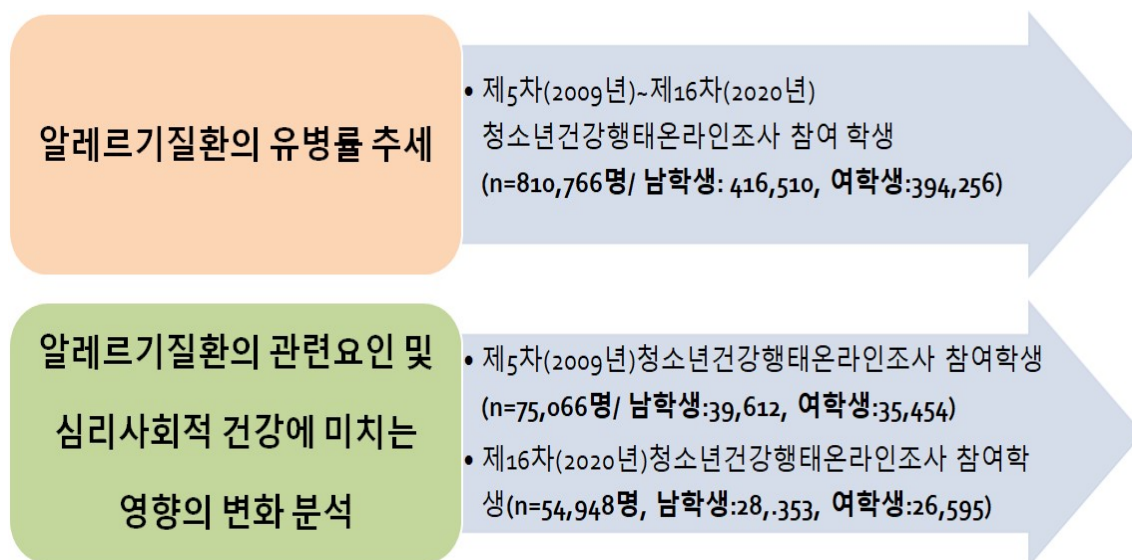 알레르기질환의 유병률 추세
• 제5차(2009년)~제16차(2020년)
청소년건강행태온라인조사 참여 학생
(n=810,766명/ 남학생: 416,510, 여학생:394,256)
알레르기질환의 관련요인 및
심리사회적 건강에 미치는
영향의 변화 분석
• 제5차(2009년)청소년건강행태온라인조사 참여학생
(n=75,066명/ 남학생:39,612, 여학생:35,454)
• 제16차(2020년)청소년건강행태온라인조사 참여학
생(n=54,948명, 남학생:28,.353, 여학생:26,595)